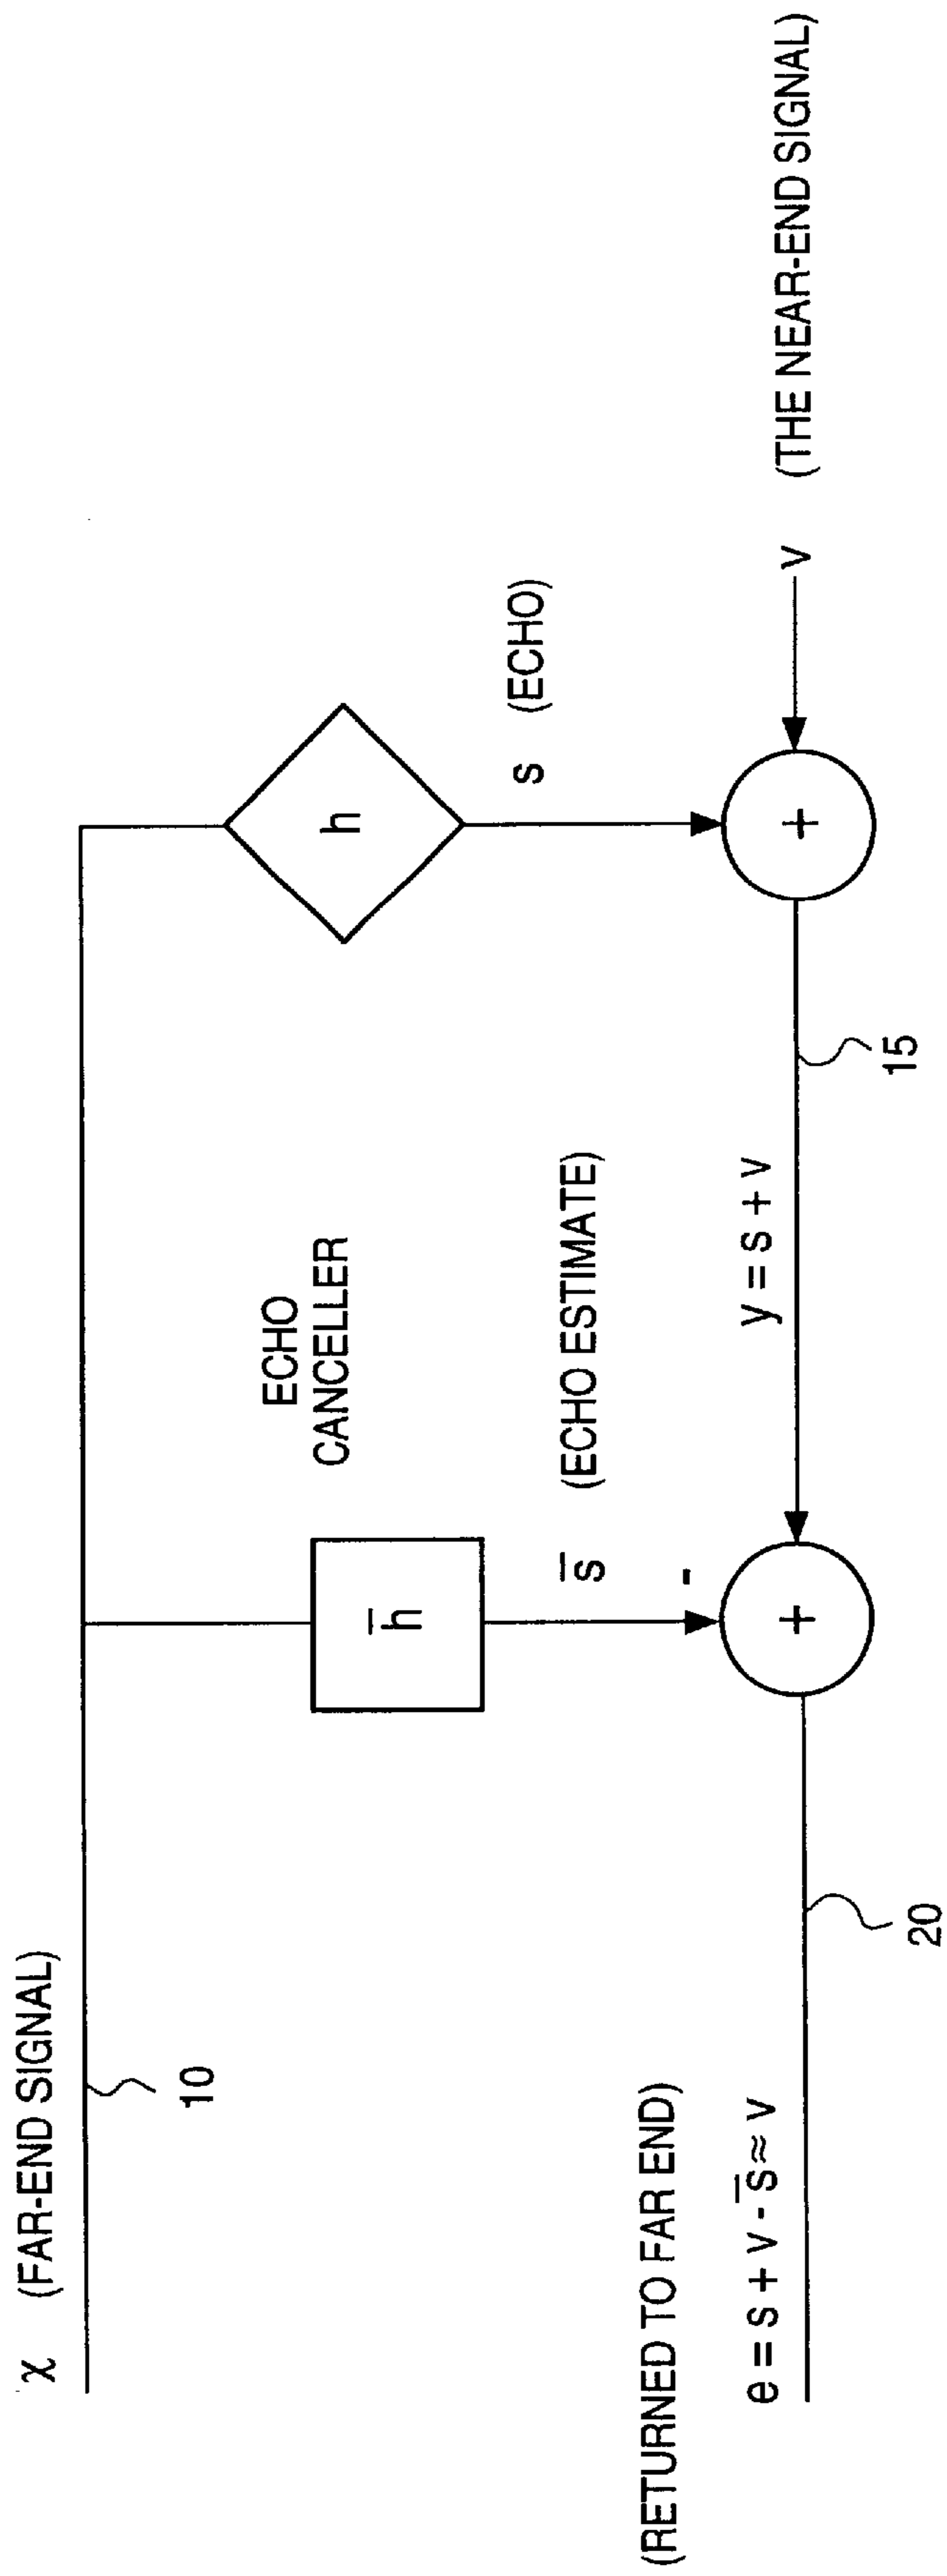 χ (FAR-END SIGNAL)
10
ECHO
CANCELLER
h̅
h
s̅ (ECHO ESTIMATE)
s (ECHO)
-
(RETURNED TO FAR END)
e = s + v - s̅ ≈ v
20
+
y = s + v
15
+
v (THE NEAR-END SIGNAL)